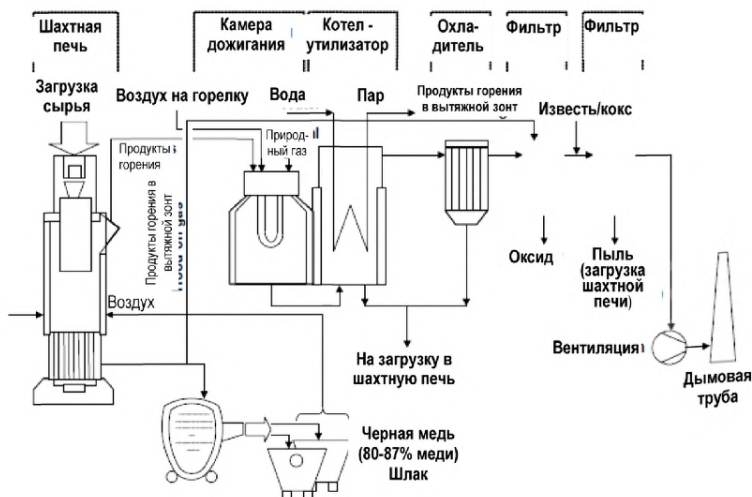 Шахтная
печь
Камера
дожигания
Котел -
утилизатор
Охла-
дитель
Фильтр
Фильтр
Загрузка
сырья
Воздух на горелку
Вода
Пар
Продукты горения
в вытяжной зонт
Известь/кокс
Природ-
ный газ
Продукты
горения
Продукты горения в
вытяжной зонт
Воздух
Оксид
Пыль
(загрузка
шахтной
печи)
На загрузку в
шахтную печь
Вентиляция
Дымовая
труба
Черная медь
(80-87% меди)
Шлак